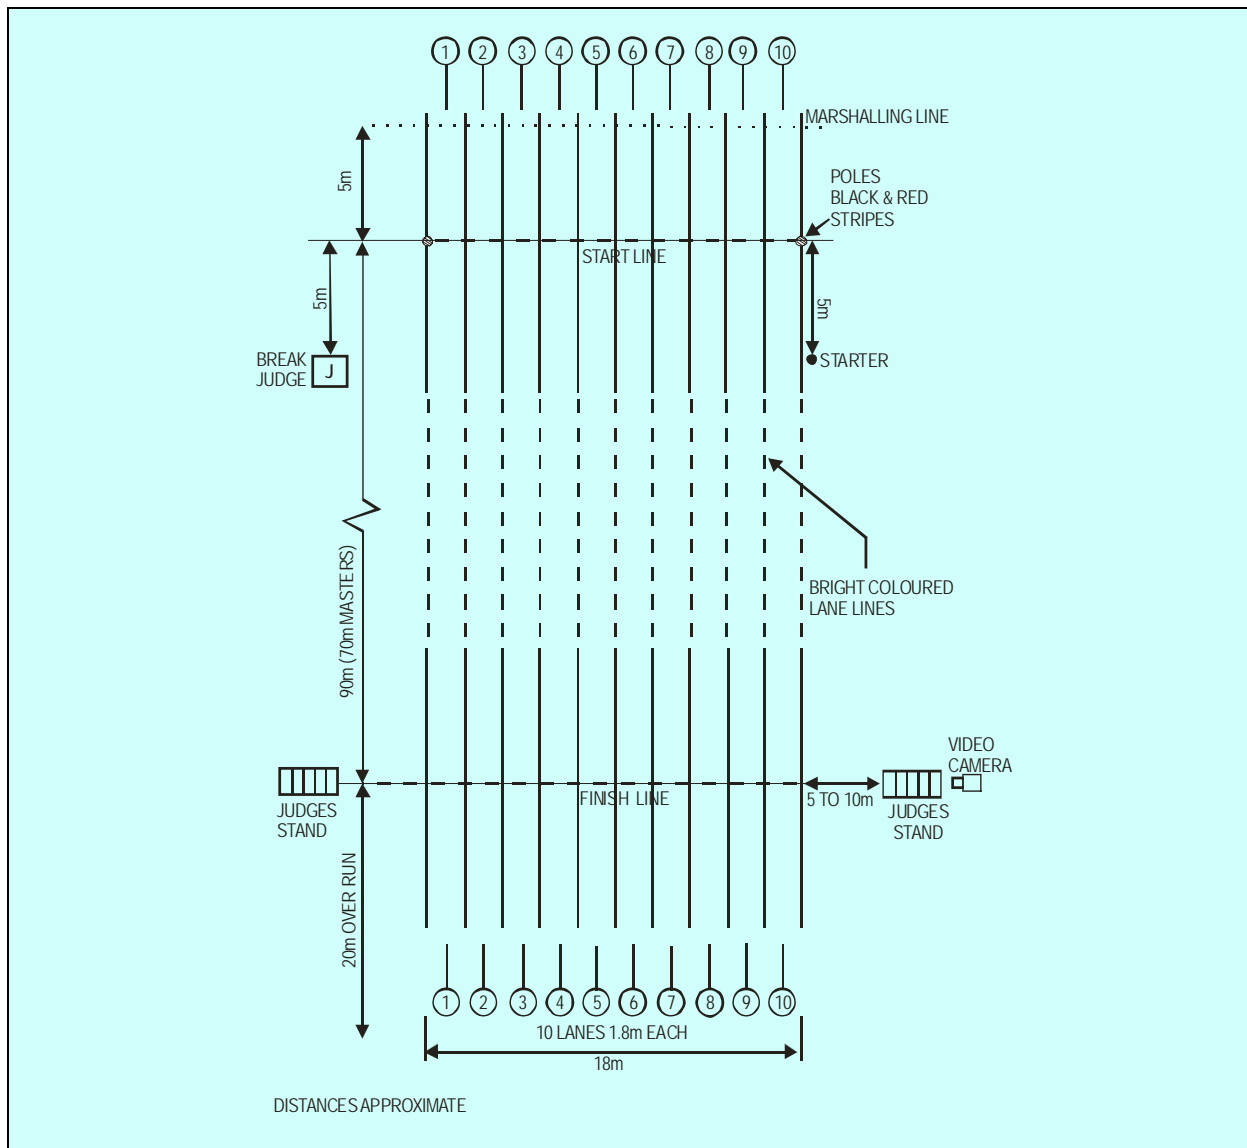 1 2 3 4 5 6 7 8 9 10
MARSHALLING LINE
5m
POLES
BLACK & RED
STRIPES
START LINE
5m
5m
BREAK
JUDGE
J
STARTER
90m (70m MASTERS)
BRIGHT COLOURED
LANE LINES
VIDEO
CAMERA
FINISH LINE
5 TO 10m
JUDGES
STAND
JUDGES
STAND
20m OVER RUN
1 2 3 4 5 6 7 8 9 10
10 LANES 1.8m EACH
18m
DISTANCES APPROXIMATE